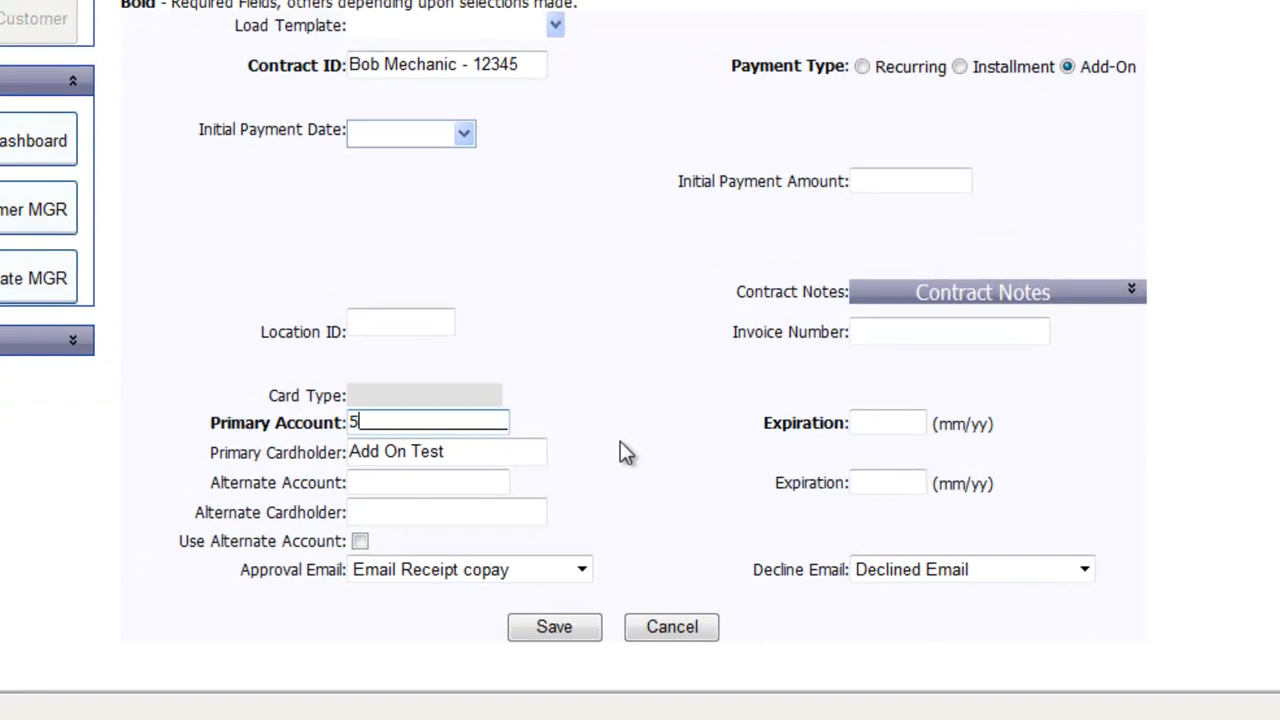 Customer
Bold - Required Fields, others depending upon selections made.
Load Template:
Contract ID: Bob Mechanic - 12345
Payment Type: Recurring Installment Add-On
ashboard
Initial Payment Date:
Initial Payment Amount:
mer MGR
ate MGR
Contract Notes: Contract Notes
Location ID:
Invoice Number:
Card Type:
Primary Account: 5
Expiration: (mm/yy)
Primary Cardholder: Add On Test
Alternate Account:
Expiration: (mm/yy)
Alternate Cardholder:
Use Alternate Account:
Approval Email: Email Receipt copay
Decline Email: Declined Email
Save Cancel